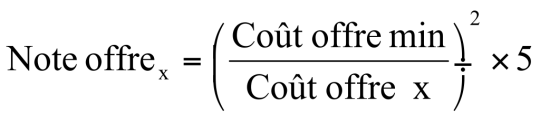 Note offre_x = (Coût offre min / Coût offre x)÷² × 5